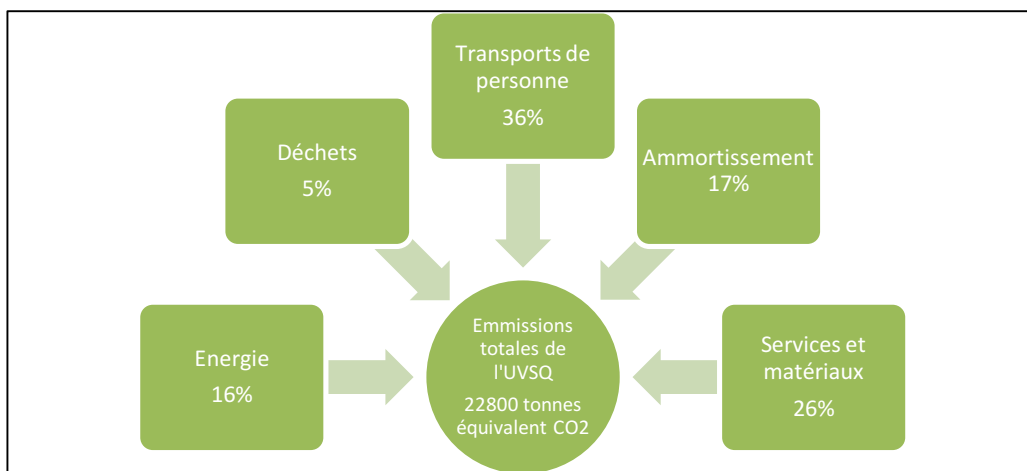 Transports de
personne
36%
Déchets
5%
Ammortissement
17%
Energie
16%
Emmissions
totales de
l'UVSQ
22800 tonnes
équivalent CO2
Services et
matériaux
26%